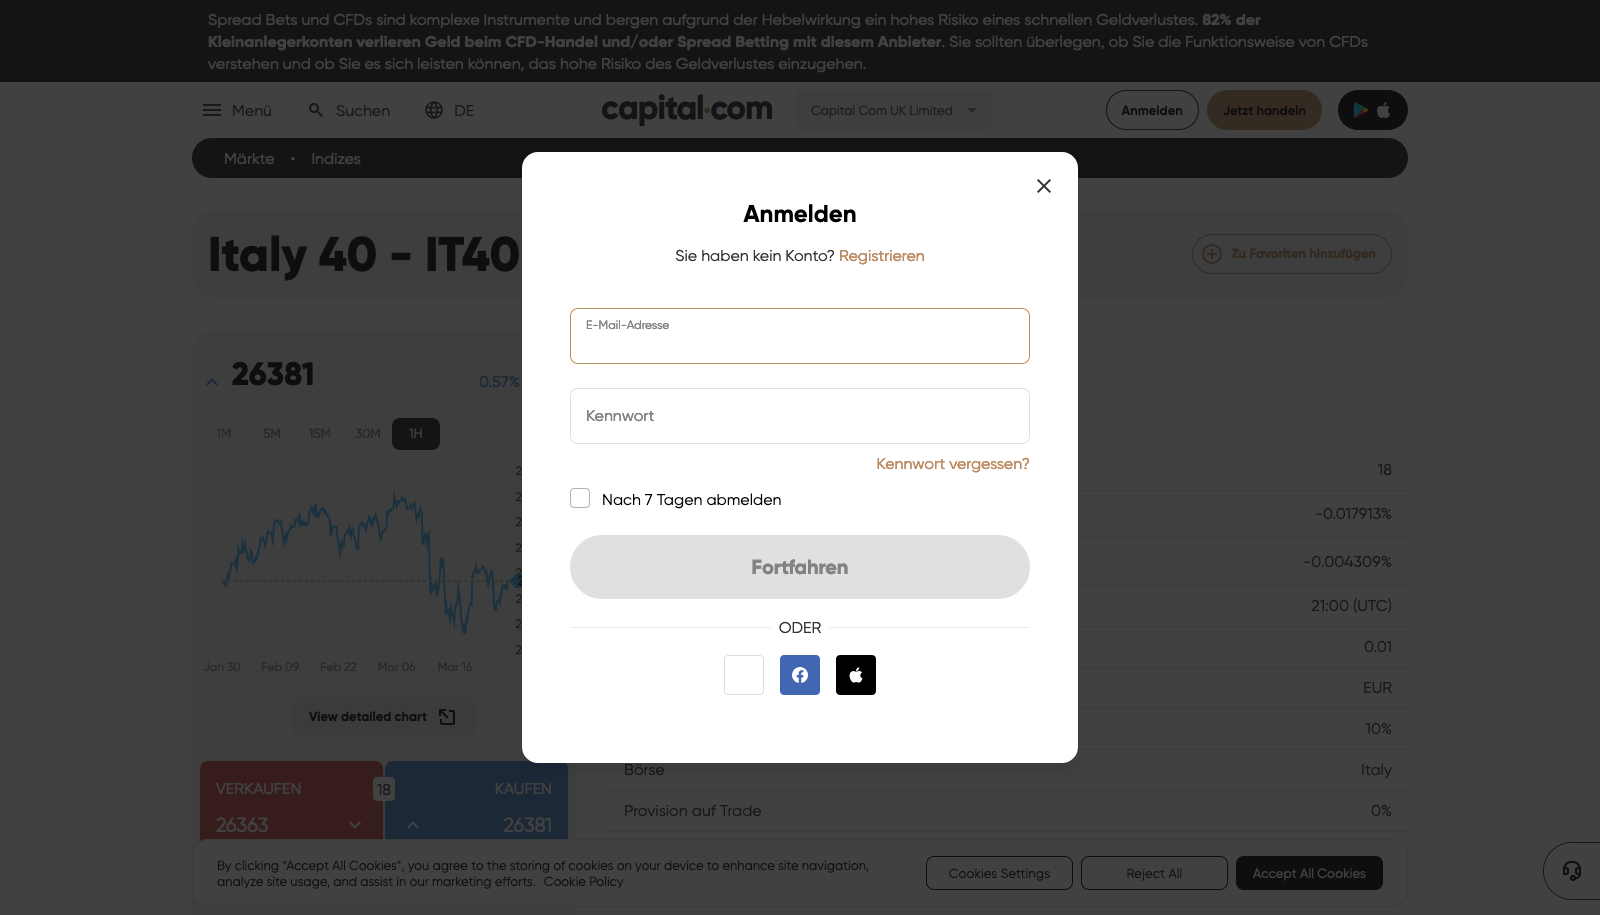 Spread Bets und CFDs sind komplexe Instrumente und bergen aufgrund der Hebelwirkung ein hohes Risiko eines schnellen Geldverlustes. 82% der
Kleinanlegerkonten verlieren Geld beim CFD-Handel und/oder Spread Betting mit diesem Anbieter. Sie sollten überlegen, ob Sie die Funktionsweise von CFDs
verstehen und ob Sie es sich leisten können, das hohe Risiko des Geldverlustes einzugehen.
Menü
Suchen
DE
capital.com
Capital Com UK Limited
Anmelden
Jetzt handeln
Märkte • Indizes
Italy 40 - IT40
Zu Favoriten hinzufügen
26381
0.57%
1M 5M 15M 30M 1H
Jan 30 Feb 09 Feb 22 Mar 06 Mar 16
View detailed chart
VERKAUFEN
26363
18
KAUFEN
26381
Anmelden
Sie haben kein Konto? Registrieren
E-Mail-Adresse
Kennwort
Kennwort vergessen?
Nach 7 Tagen abmelden
Fortfahren
ODER
18
-0.017913%
-0.004309%
21:00 (UTC)
0.01
EUR
10%
Börse Italy
Provision auf Trade 0%
By clicking “Accept All Cookies”, you agree to the storing of cookies on your device to enhance site navigation,
analyze site usage, and assist in our marketing efforts. Cookie Policy
Cookies Settings
Reject All
Accept All Cookies